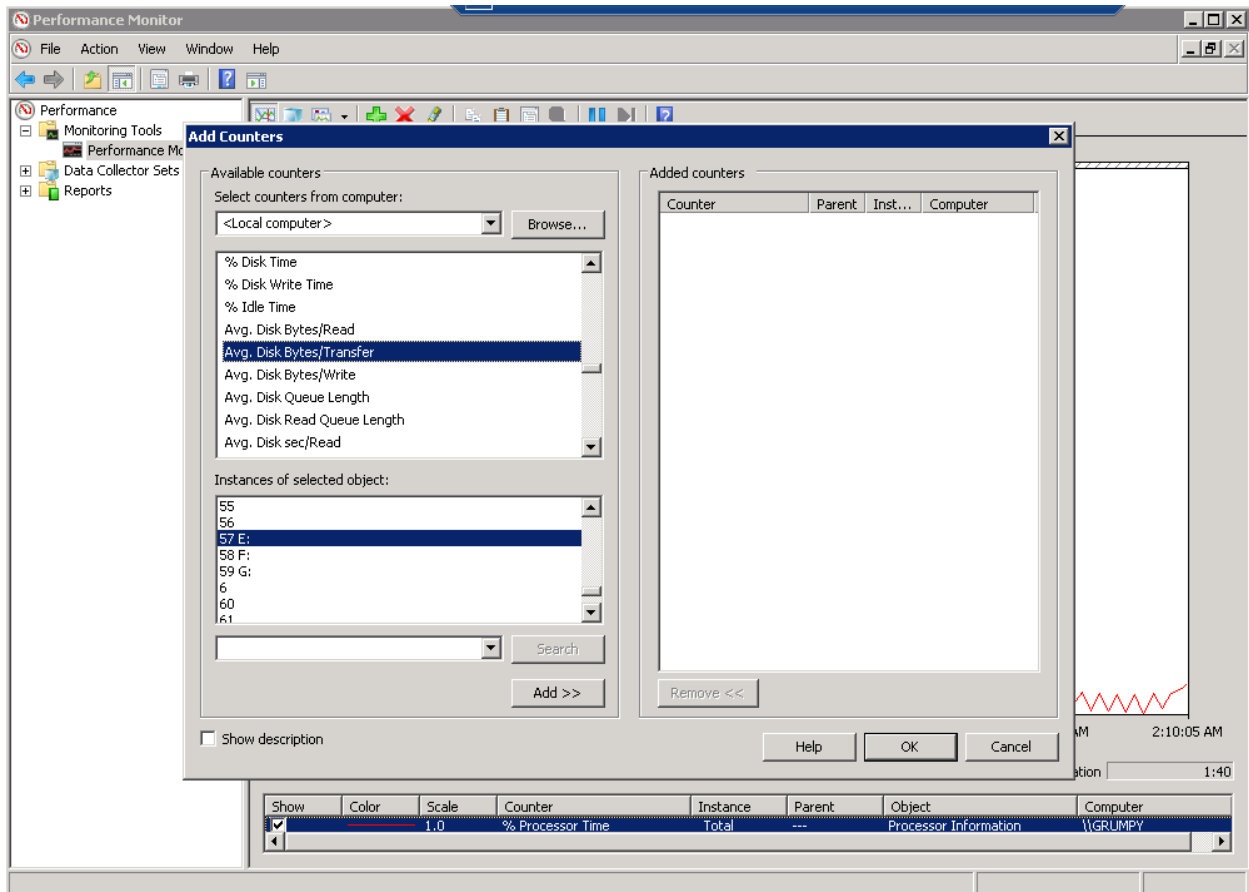 Performance Monitor
File Action View Window Help
Performance
Monitoring Tools
Performance Mo
Data Collector Sets
Reports
Add Counters
Available counters
Select counters from computer:
<Local computer>
Browse...
% Disk Time
% Disk Write Time
% Idle Time
Avg. Disk Bytes/Read
Avg. Disk Bytes/Transfer
Avg. Disk Bytes/Write
Avg. Disk Queue Length
Avg. Disk Read Queue Length
Avg. Disk sec/Read
Instances of selected object:
55
56
57 E:
58 F:
59 G:
6
60
61
Search
Add >>
Show description
Added counters
Counter Parent Inst... Computer
Remove <<
Help OK Cancel
AM 2:10:05 AM
ation 1:40
Show Color Scale Counter Instance Parent Object Computer
1.0 % Processor Time Total --- Processor Information \\GRUMPY